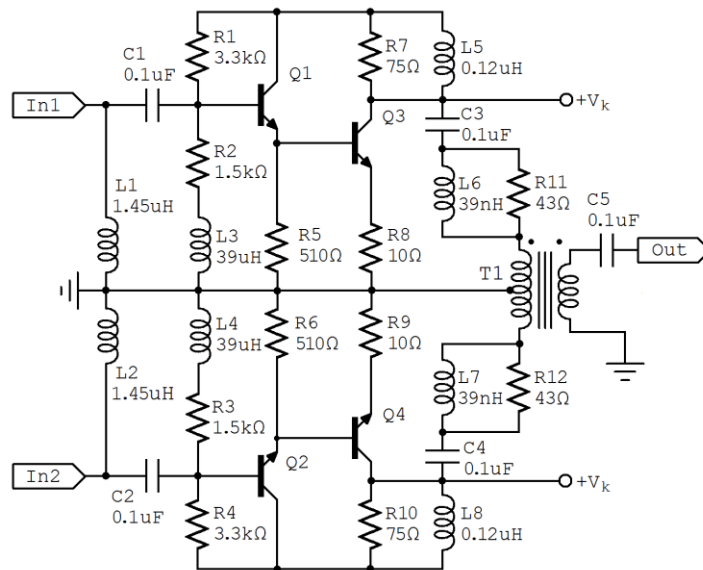 R1
3.3kΩ
C1
0.1uF
In1
Q1
R7
75Ω
L5
0.12uH
+Vk
Q3
C3
0.1uF
R2
1.5kΩ
L1
1.45uH
L3
39uH
R5
510Ω
R8
10Ω
L6
39nH
R11
43Ω
C5
0.1uF
Out
T1
L2
1.45uH
L4
39uH
R6
510Ω
R9
10Ω
L7
39nH
R12
43Ω
R3
1.5kΩ
Q4
C4
0.1uF
In2
C2
0.1uF
Q2
+Vk
R4
3.3kΩ
R10
75Ω
L8
0.12uH